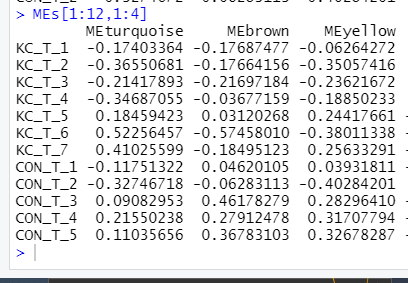 > MEs[1:12,1:4]
MEturquoise MEbrown MEyellow
KC_T_1 -0.17403364 -0.17687477 -0.06264272
KC_T_2 -0.36550681 -0.17664156 -0.35057416
KC_T_3 -0.21417893 -0.21697184 -0.23621672
KC_T_4 -0.34687055 -0.03677159 -0.18850233
KC_T_5 0.18459423 0.03120268 0.24417661 -
KC_T_6 0.52256457 -0.57458010 -0.38011338 -
KC_T_7 0.41025599 -0.18495123 0.25633291 -
CON_T_1 -0.11751322 0.04620105 0.03931811 -
CON_T_2 -0.32746718 -0.06283113 -0.40284201
CON_T_3 0.09082953 0.46178279 0.28296410 -
CON_T_4 0.21550238 0.27912478 0.31707794 -
CON_T_5 0.11035656 0.36783103 0.32678287 -
>